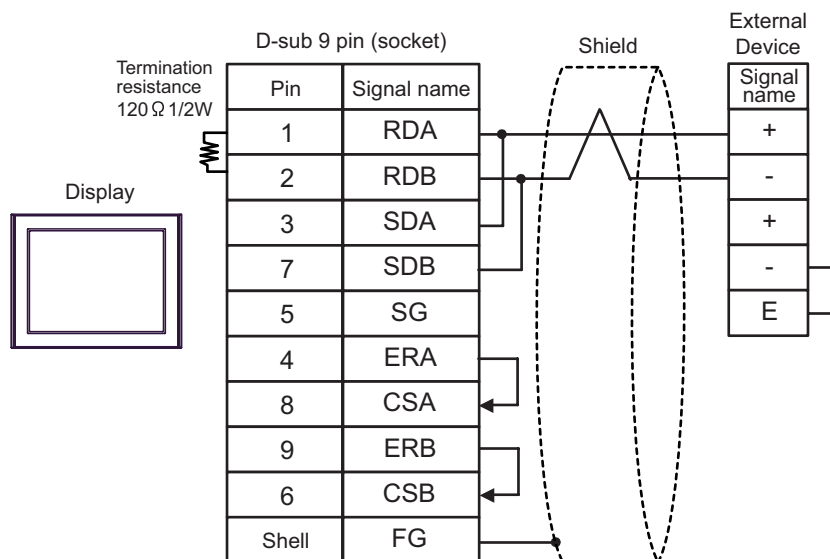 D-sub 9 pin (socket)
Shield
External
Device
Termination
resistance
120 Ω 1/2W
Pin Signal name
Signal
name
1 RDA +
2 RDB -
Display
3 SDA +
7 SDB -
5 SG E
4 ERA
8 CSA
9 ERB
6 CSB
Shell FG